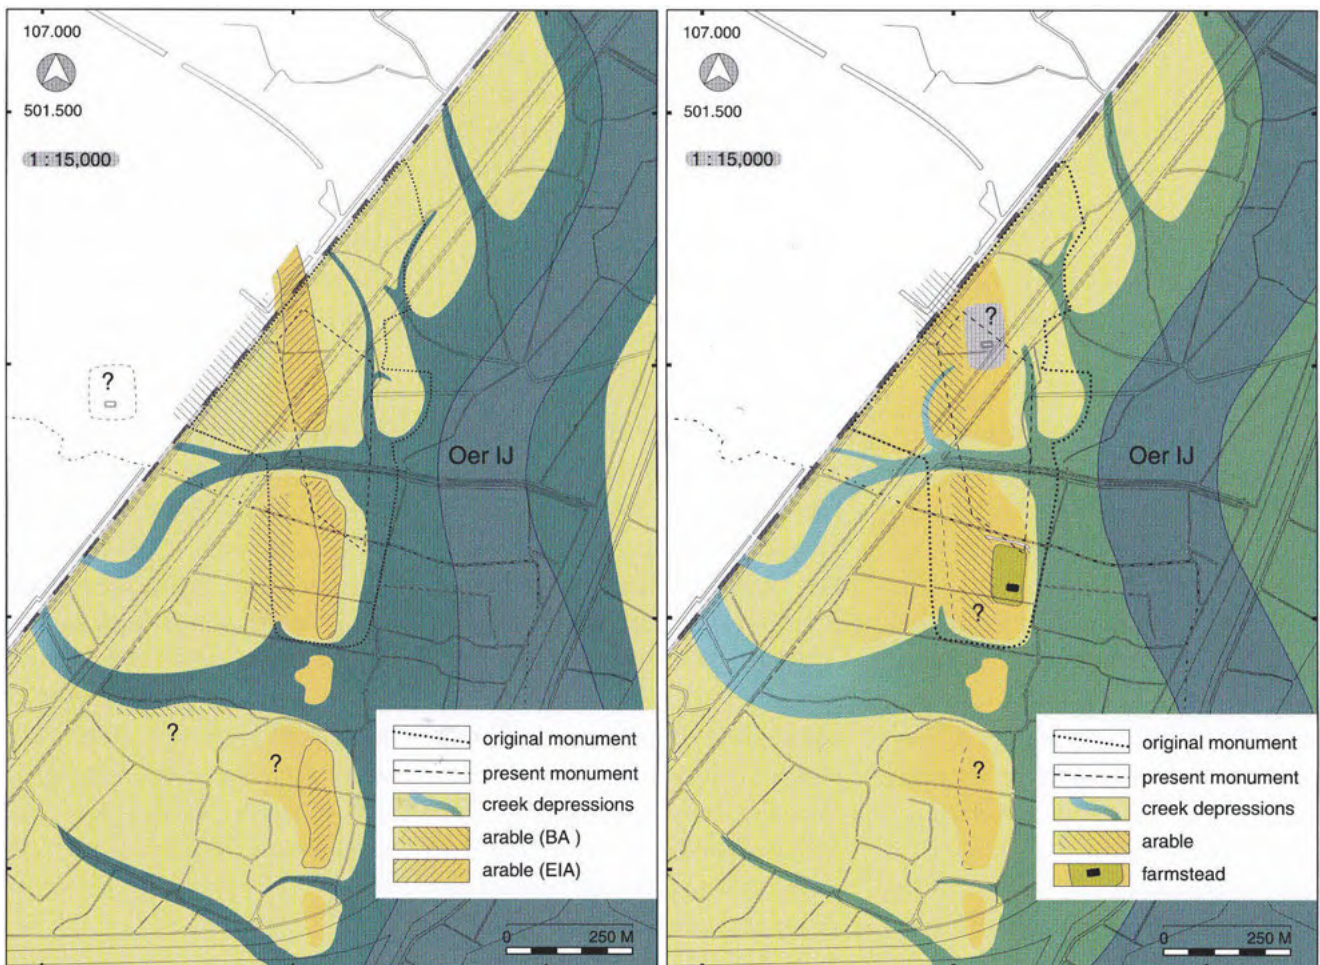 107.000
501.500
1 : 15,000
?
Oer IJ
?
?
original monument
present monument
creek depressions
arable (BA )
arable (EIA)
0 250 M
107.000
501.500
1 : 15,000
?
Oer IJ
?
?
original monument
present monument
creek depressions
arable
farmstead
0 250 M